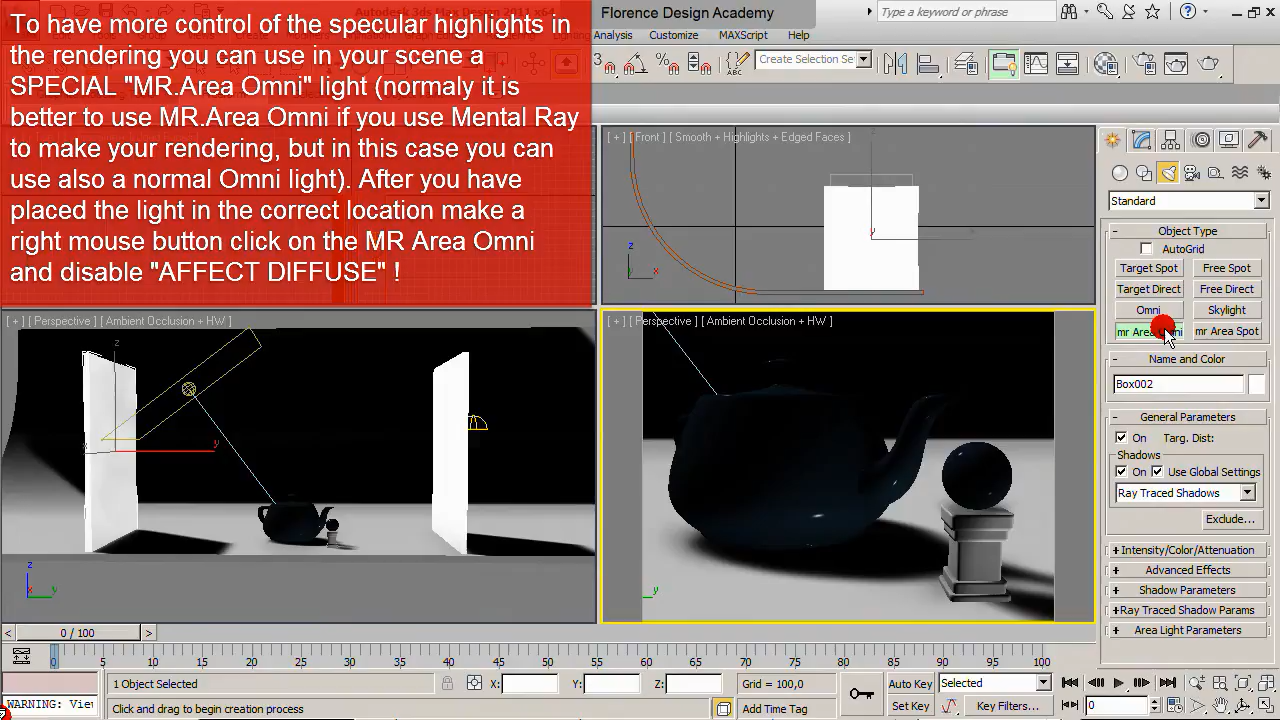 To have more control of the specular highlights in
the rendering you can use in your scene a
SPECIAL "MR.Area Omni" light (normaly it is
better to use MR.Area Omni if you use Mental Ray
to make your rendering, but in this case you can
use also a normal Omni light). After you have
placed the light in the correct location make a
right mouse button click on the MR Area Omni
and disable "AFFECT DIFFUSE" !
Florence Design Academy
Type a keyword or phrase
Analysis Customize MAXScript Help
Create Selection Se
[ + ] [ Front ] [ Smooth + Highlights + Edged Faces ]
z
y
z
x
[ + ] [ Perspective ] [ Ambient Occlusion + HW ]
z
y
x
z
x y
[ + ] [ Perspective ] [ Ambient Occlusion + HW ]
y
Standard
Object Type
AutoGrid
Target Spot Free Spot
Target Direct Free Direct
Omni Skylight
mr Area Omni mr Area Spot
Name and Color
Box002
General Parameters
On Targ. Dist:
Shadows
On Use Global Settings
Ray Traced Shadows
Exclude...
Intensity/Color/Attenuation
Advanced Effects
Shadow Parameters
Ray Traced Shadow Params
Area Light Parameters
0 / 100
0 5 10 15 20 25 30 35 40 45 50 55 60 65 70 75 80 85 90 95 100
1 Object Selected X: Y: Z: Grid = 100,0 Auto Key Selected
WARNING: Viev Click and drag to begin creation process Add Time Tag Set Key Key Filters... 0